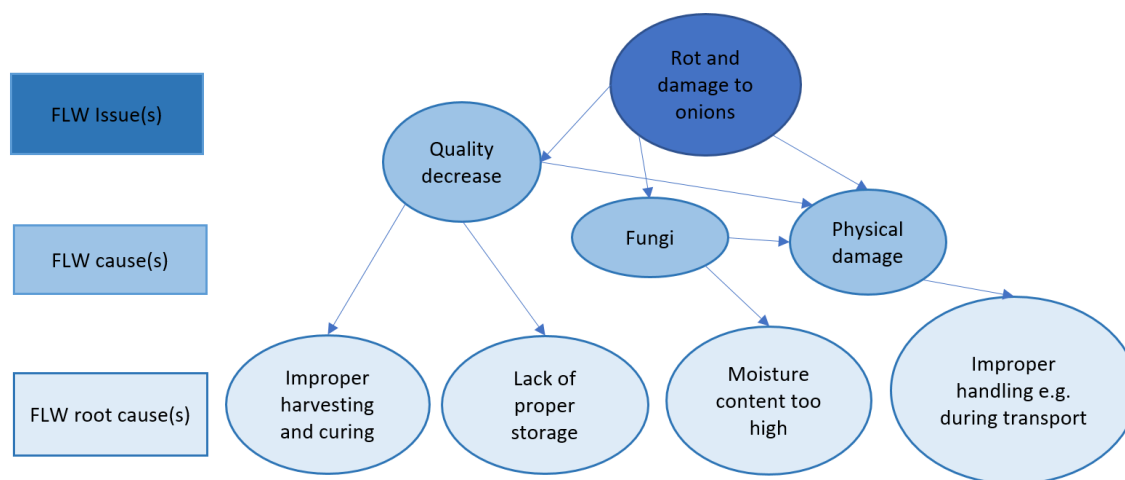 Rot and
damage to
onions
FLW Issue(s)
Quality
decrease
Fungi
Physical
damage
FLW cause(s)
Improper
harvesting
and curing
Lack of
proper
storage
Moisture
content too
high
Improper
handling e.g.
during transport
FLW root cause(s)